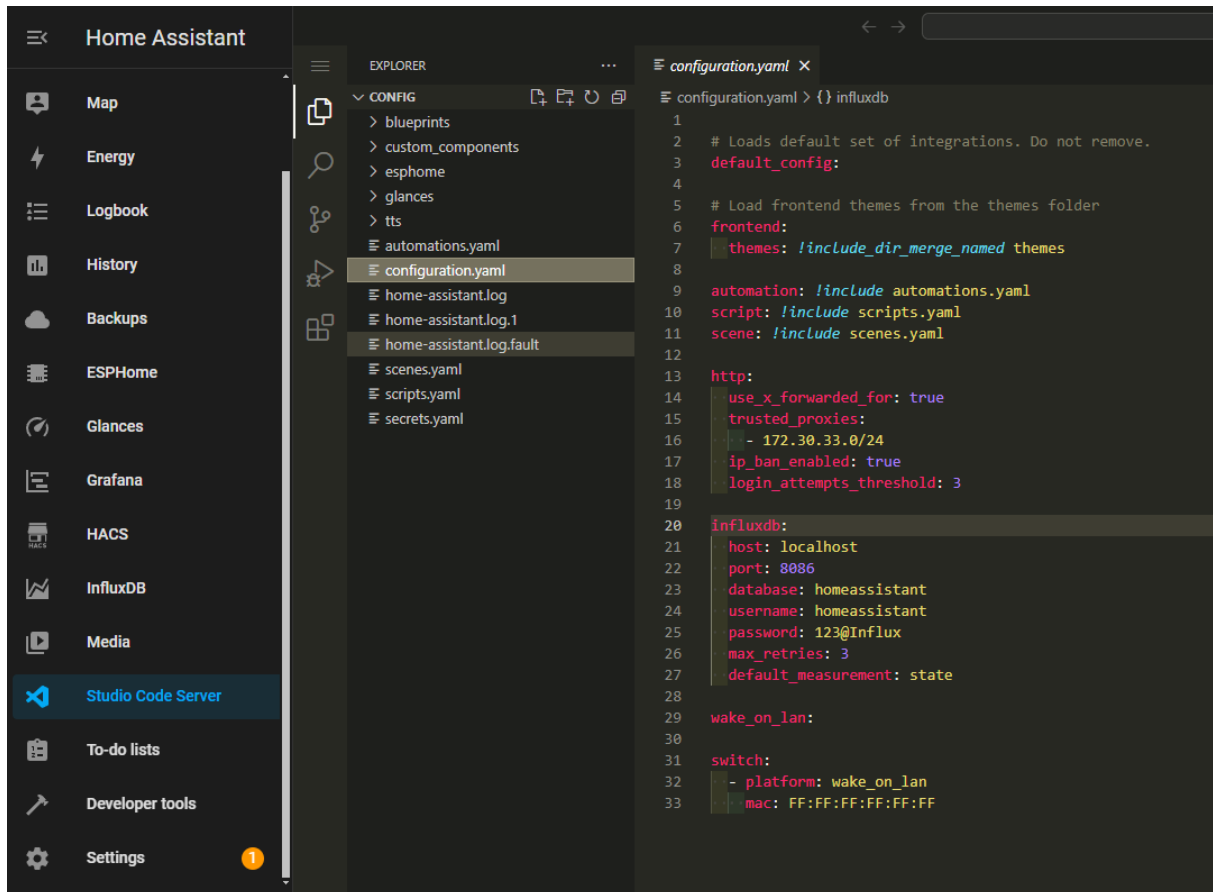 Home Assistant
Map
Energy
Logbook
History
Backups
ESPHome
Glances
Grafana
HACS
HACS
InfluxDB
Media
Studio Code Server
To-do lists
Developer tools
Settings 1
EXPLORER ...
CONFIG
> blueprints
> custom_components
> esphome
> glances
> tts
automations.yaml
configuration.yaml
home-assistant.log
home-assistant.log.1
home-assistant.log.fault
scenes.yaml
scripts.yaml
secrets.yaml
configuration.yaml ×
configuration.yaml > {} influxdb
1
2 # Loads default set of integrations. Do not remove.
3 default_config:
4
5 # Load frontend themes from the themes folder
6 frontend:
7   themes: !include_dir_merge_named themes
8
9 automation: !include automations.yaml
10 script: !include scripts.yaml
11 scene: !include scenes.yaml
12
13 http:
14   use_x_forwarded_for: true
15   trusted_proxies:
16     - 172.30.33.0/24
17   ip_ban_enabled: true
18   login_attempts_threshold: 3
19
20 influxdb:
21   host: localhost
22   port: 8086
23   database: homeassistant
24   username: homeassistant
25   password: 123@Influx
26   max_retries: 3
27   default_measurement: state
28
29 wake_on_lan:
30
31 switch:
32   - platform: wake_on_lan
33     mac: FF:FF:FF:FF:FF:FF